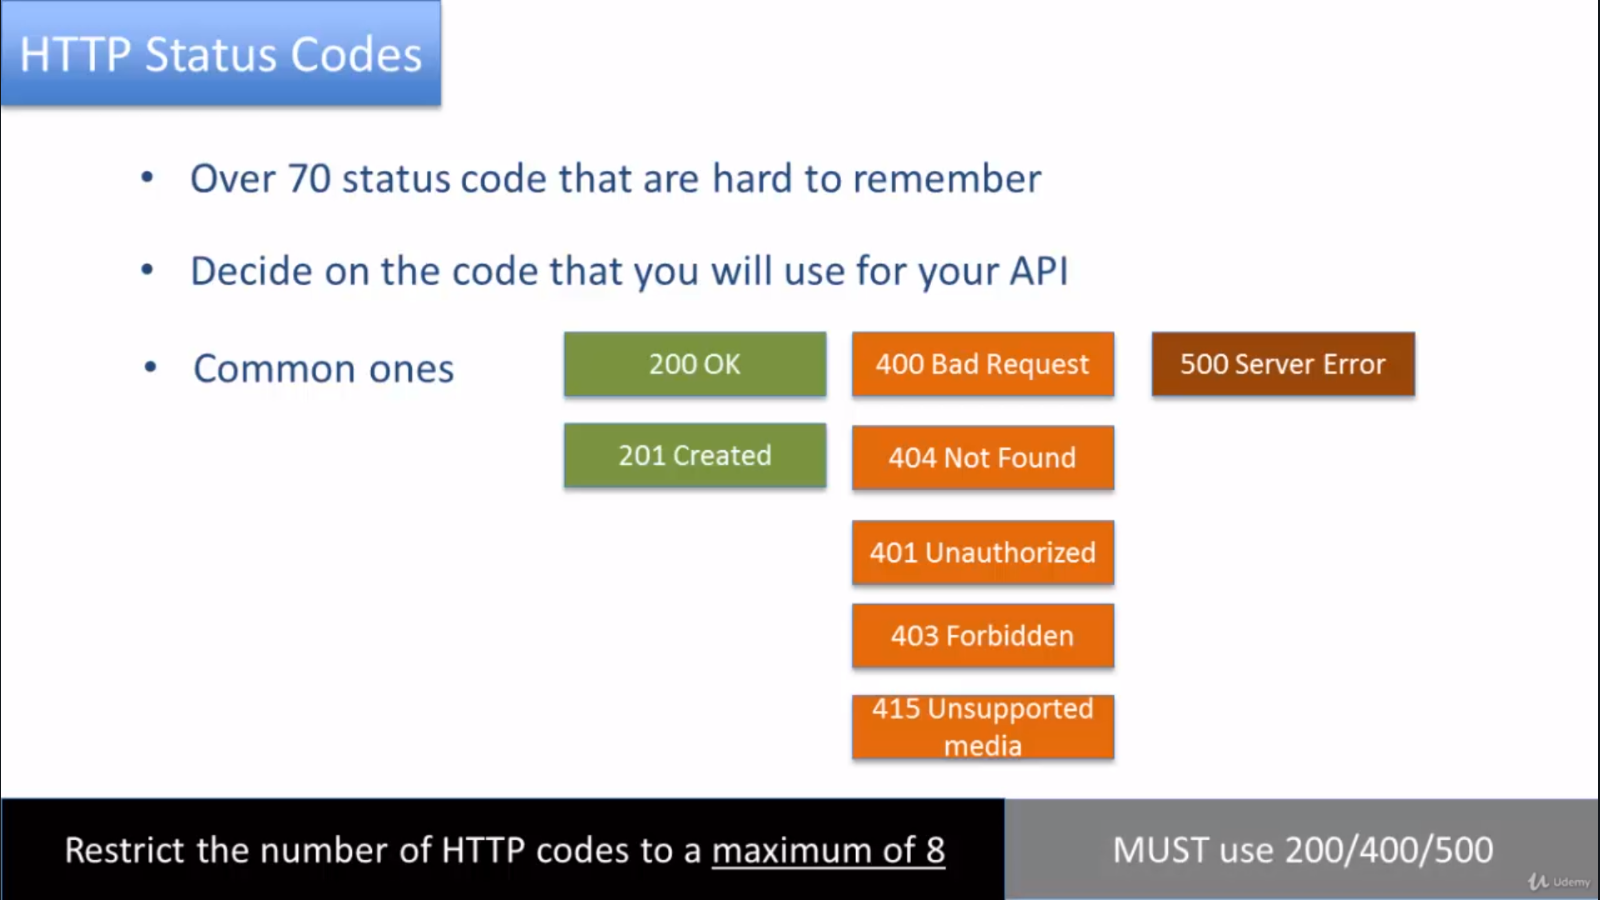 HTTP Status Codes
• Over 70 status code that are hard to remember
• Decide on the code that you will use for your API
• Common ones
200 OK
400 Bad Request
500 Server Error
201 Created
404 Not Found
401 Unauthorized
403 Forbidden
415 Unsupported
media
Restrict the number of HTTP codes to a maximum of 8
MUST use 200/400/500
Udemy